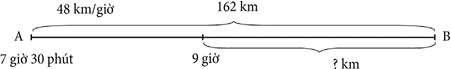 48 km/giờ 162 km
A B
7 giờ 30 phút 9 giờ ? km